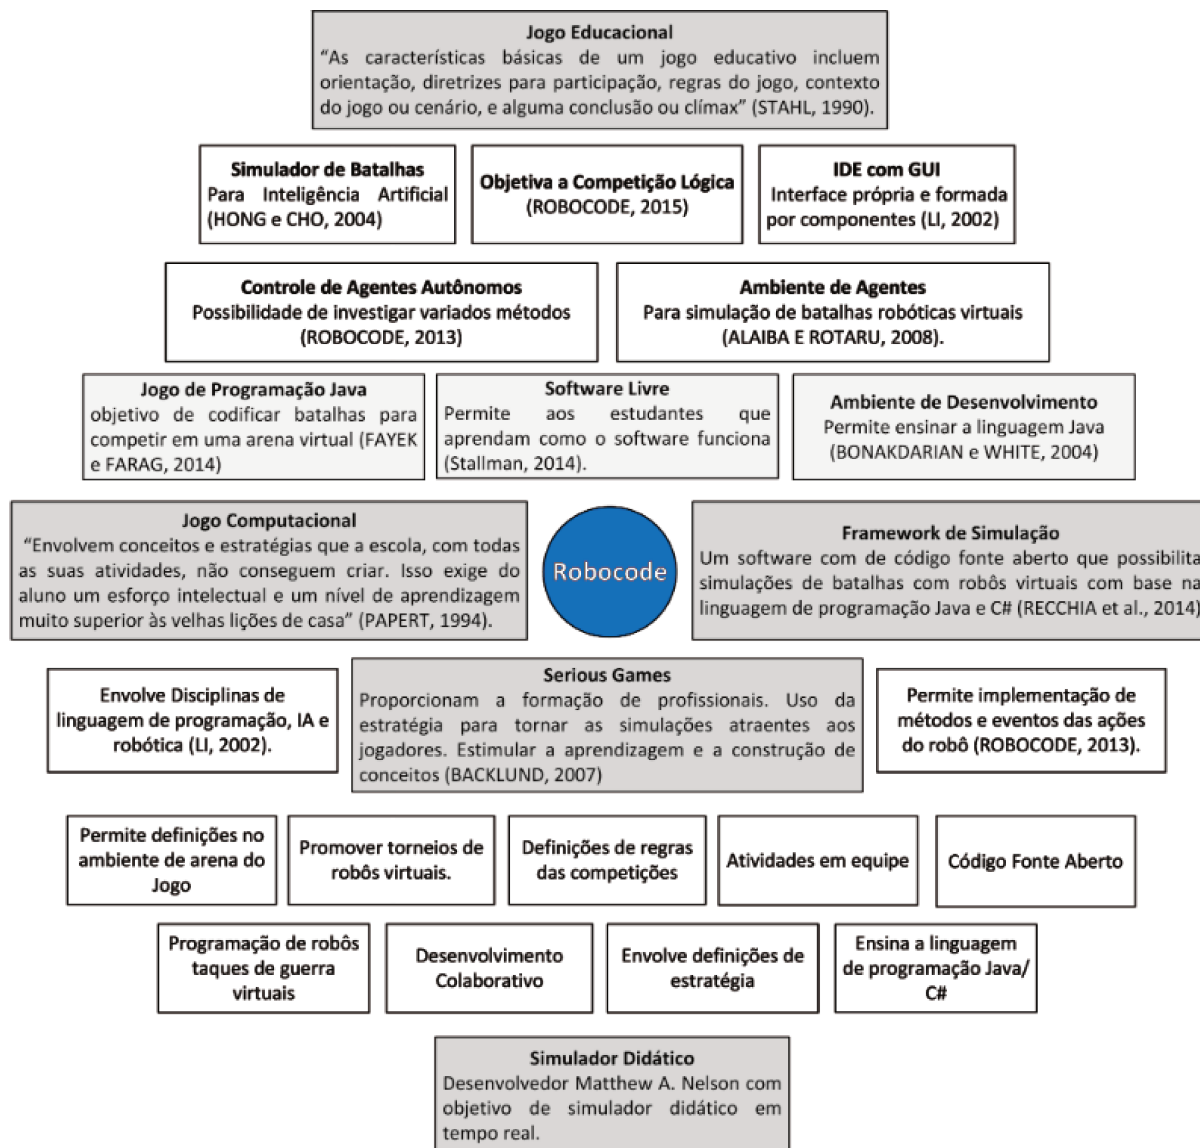 Jogo Educacional
“As características básicas de um jogo educativo incluem
orientação, diretrizes para participação, regras do jogo, contexto
do jogo ou cenário, e alguma conclusão ou clímax” (STAHL, 1990).
Simulador de Batalhas
Para Inteligência Artificial
(HONG e CHO, 2004)
Objetiva a Competição Lógica
(ROBOCODE, 2015)
IDE com GUI
Interface própria e formada
por componentes (LI, 2002)
Controle de Agentes Autônomos
Possibilidade de investigar variados métodos
(ROBOCODE, 2013)
Ambiente de Agentes
Para simulação de batalhas robóticas virtuais
(ALAIBA E ROTARU, 2008).
Jogo de Programação Java
objetivo de codificar batalhas para
competir em uma arena virtual (FAYEK
e FARAG, 2014)
Software Livre
Permite aos estudantes que
aprendam como o software funciona
(Stallman, 2014).
Ambiente de Desenvolvimento
Permite ensinar a linguagem Java
(BONAKDARIAN e WHITE, 2004)
Jogo Computacional
“Envolvem conceitos e estratégias que a escola, com todas
as suas atividades, não conseguem criar. Isso exige do
aluno um esforço intelectual e um nível de aprendizagem
muito superior às velhas lições de casa” (PAPERT, 1994).
Robocode
Framework de Simulação
Um software com de código fonte aberto que possibilita
simulações de batalhas com robôs virtuais com base na
linguagem de programação Java e C# (RECCHIA et al., 2014)
Envolve Disciplinas de
linguagem de programação, IA e
robótica (LI, 2002).
Serious Games
Proporcionam a formação de profissionais. Uso da
estratégia para tornar as simulações atraentes aos
jogadores. Estimular a aprendizagem e a construção de
conceitos (BACKLUND, 2007)
Permite implementação de
métodos e eventos das ações
do robô (ROBOCODE, 2013).
Permite definições no
ambiente de arena do
Jogo
Promover torneios de
robôs virtuais.
Definições de regras
das competições
Atividades em equipe
Código Fonte Aberto
Programação de robôs
taques de guerra
virtuais
Desenvolvimento
Colaborativo
Envolve definições de
estratégia
Ensina a linguagem
de programação Java/
C#
Simulador Didático
Desenvolvedor Matthew A. Nelson com
objetivo de simulador didático em
tempo real.